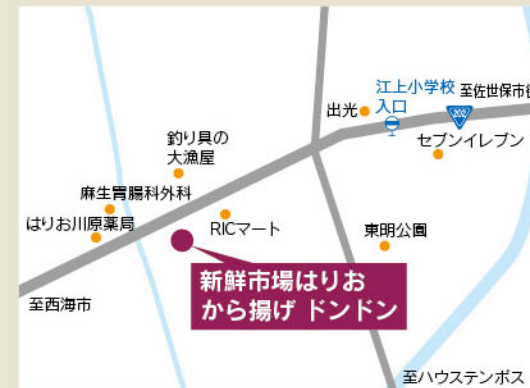 江上小学校
入口
至佐世保市街
202
出光
セブンイレブン
釣り具の
大漁屋
麻生胃腸科外科
はりお川原薬局
RICマート
東明公園
新鮮市場はりお
から揚げ ドンドン
至西海市
至ハウステンボス